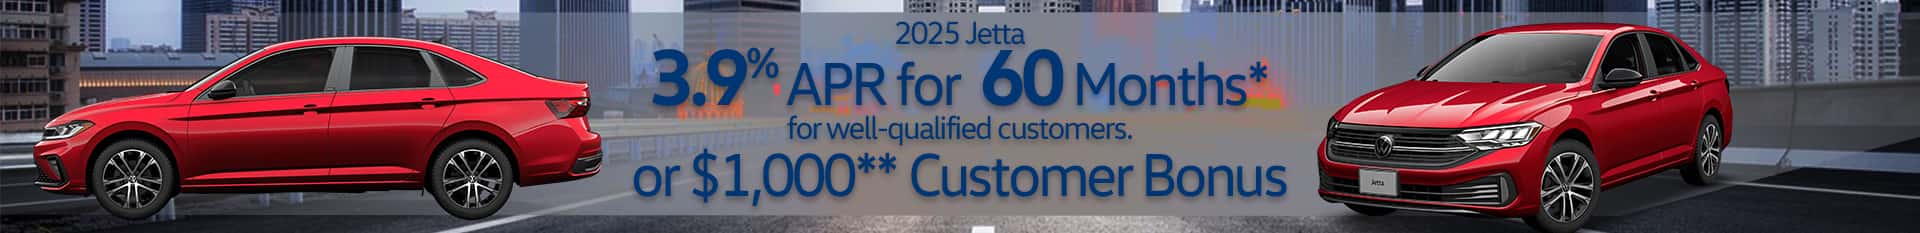 2025 Jetta
3.9% APR for 60 Months*
for well-qualified customers.
or $1,000** Customer Bonus
Jetta